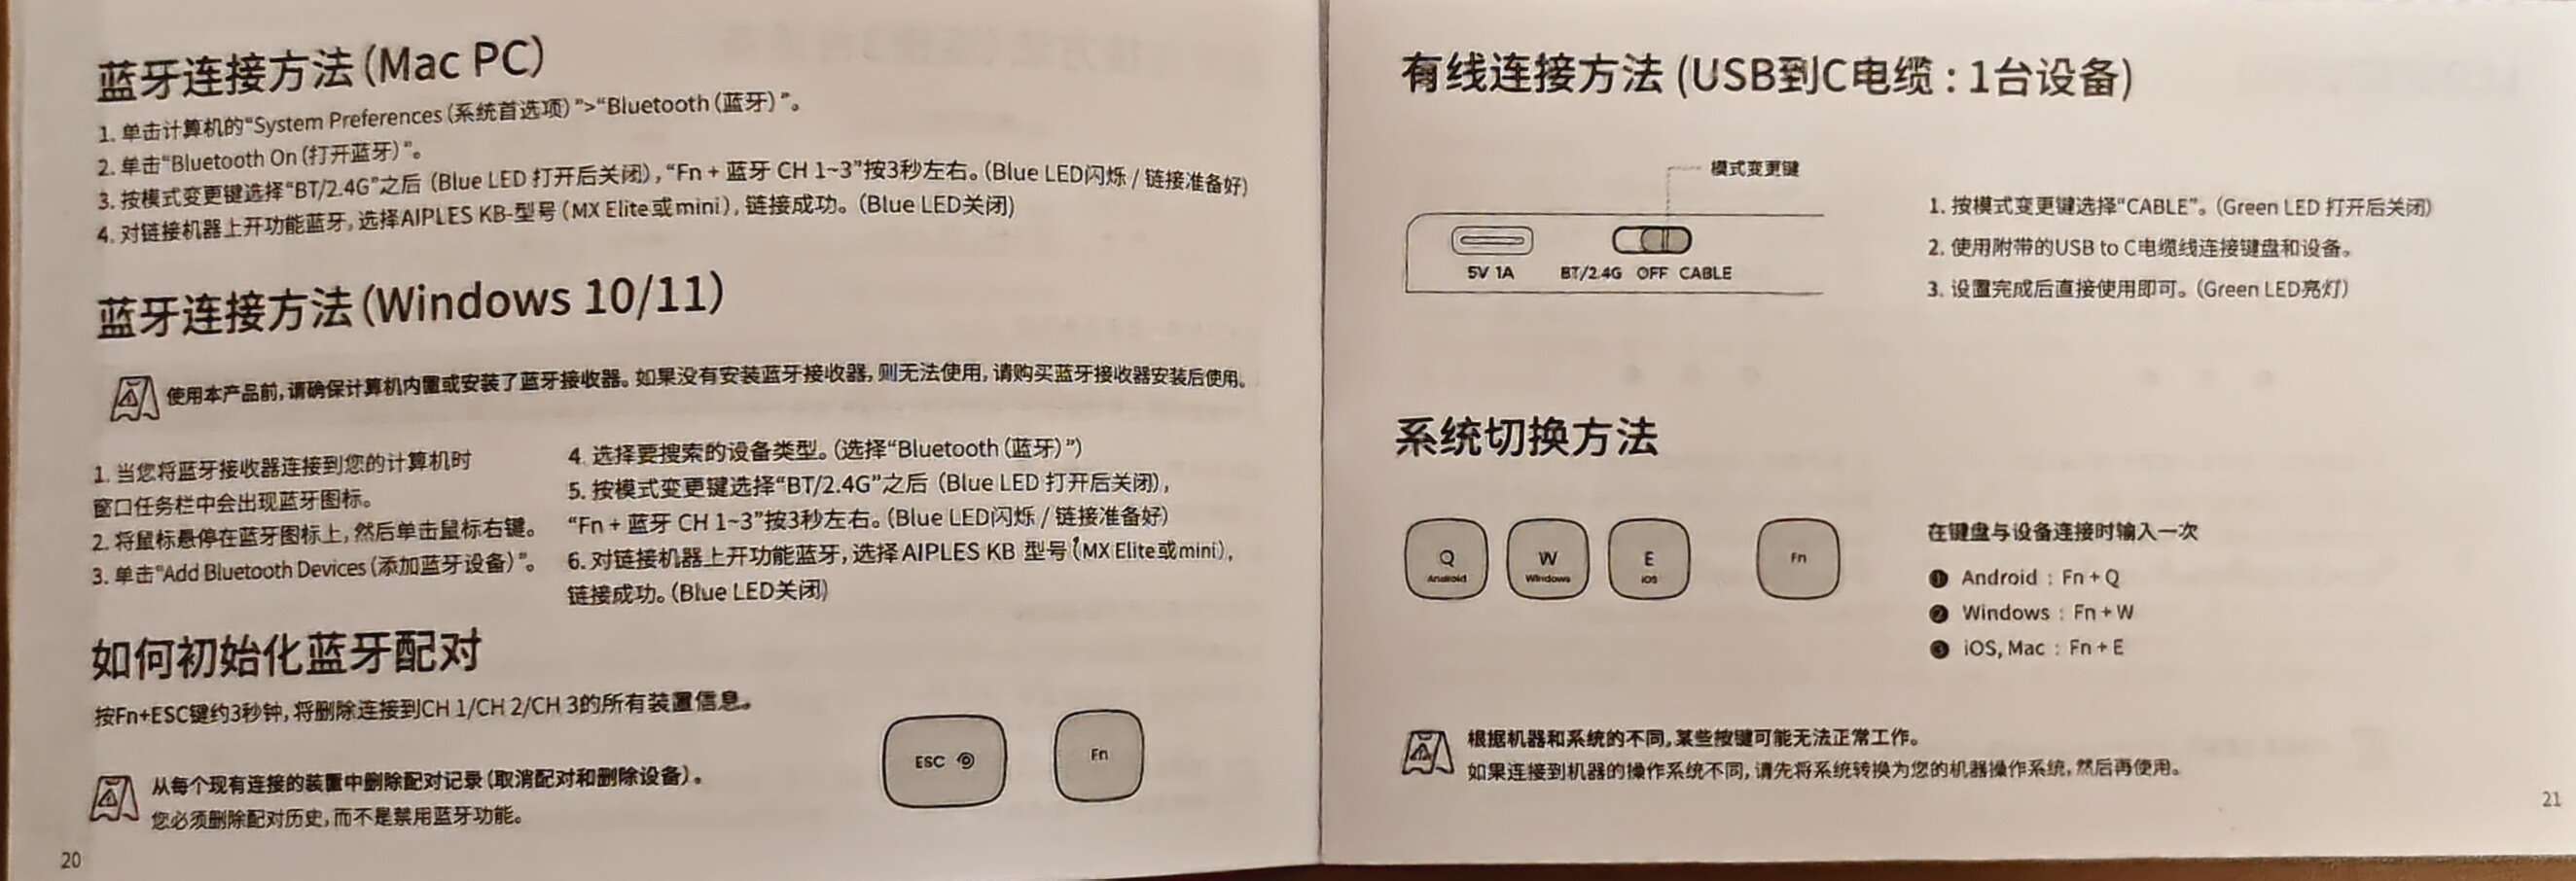 蓝牙连接方法(Mac PC)
1. 单击计算机的“System Preferences (系统首选项) ”>“Bluetooth (蓝牙) ”。
2. 单击“Bluetooth On (打开蓝牙) ”。
3. 按模式变更键选择“BT/2.4G”之后 (Blue LED 打开后关闭), “Fn + 蓝牙 CH 1~3”按3秒左右。(Blue LED闪烁 / 链接准备好)
4. 对链接机器上开功能蓝牙, 选择AIPLES KB-型号 (MX Elite或mini), 链接成功。(Blue LED关闭)
蓝牙连接方法(Windows 10/11)
使用本产品前, 请确保计算机内置或安装了蓝牙接收器。如果没有安装蓝牙接收器, 则无法使用, 请购买蓝牙接收器安装后使用。
1. 当您将蓝牙接收器连接到您的计算机时
窗口任务栏中会出现蓝牙图标。
2. 将鼠标悬停在蓝牙图标上, 然后单击鼠标右键。
3. 单击“Add Bluetooth Devices (添加蓝牙设备) ”。
4. 选择要搜索的设备类型。(选择“Bluetooth (蓝牙) ”)
5. 按模式变更键选择“BT/2.4G”之后 (Blue LED 打开后关闭),
“Fn + 蓝牙 CH 1~3”按3秒左右。(Blue LED闪烁 / 链接准备好)
6. 对链接机器上开功能蓝牙, 选择 AIPLES KB 型号 (MX Elite或mini),
链接成功。(Blue LED关闭)
如何初始化蓝牙配对
按Fn+ESC键约3秒钟, 将删除连接到CH 1/CH 2/CH 3的所有装置信息。
ESC
Fn
从每个现有连接的装置中删除配对记录 (取消配对和删除设备) 。
您必须删除配对历史, 而不是禁用蓝牙功能。
20
有线连接方法 (USB到C电缆 : 1台设备)
模式变更键
5V 1A BT/2.4G OFF CABLE
1. 按模式变更键选择“CABLE”。(Green LED 打开后关闭)
2. 使用附带的USB to C电缆线连接键盘和设备。
3. 设置完成后直接使用即可。(Green LED亮灯)
系统切换方法
Q W E Fn
Android Windows iOS
在键盘与设备连接时输入一次
❶ Android : Fn + Q
❷ Windows : Fn + W
❸ iOS, Mac : Fn + E
根据机器和系统的不同, 某些按键可能无法正常工作。
如果连接到机器的操作系统不同, 请先将系统转换为您的机器操作系统, 然后再使用。
21